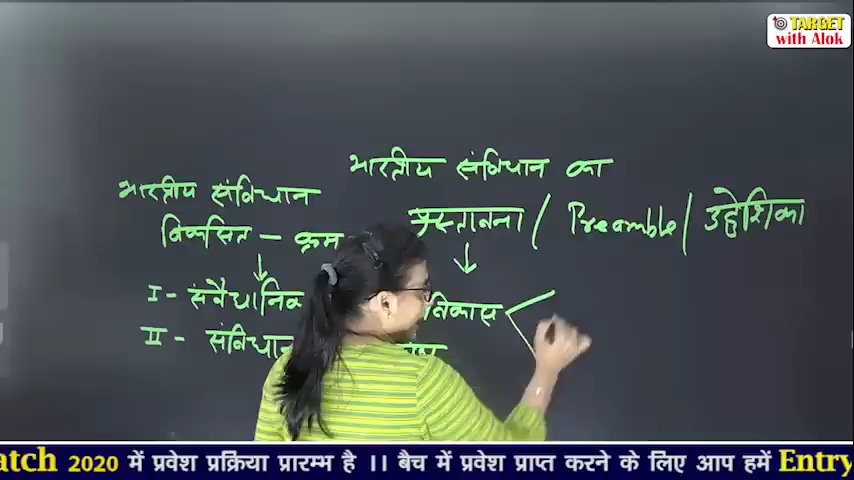 TARGET
with Alok
भारतीय संविधान का
प्रस्तावना / Preamble / उद्देशिका
भारतीय संविधान
विकसित - क्रम
I - संवैधानिक विकास
II - संविधान
atch 2020 में प्रवेश प्रक्रिया प्रारम्भ है ।। बैच में प्रवेश प्राप्त करने के लिए आप हमें Entry